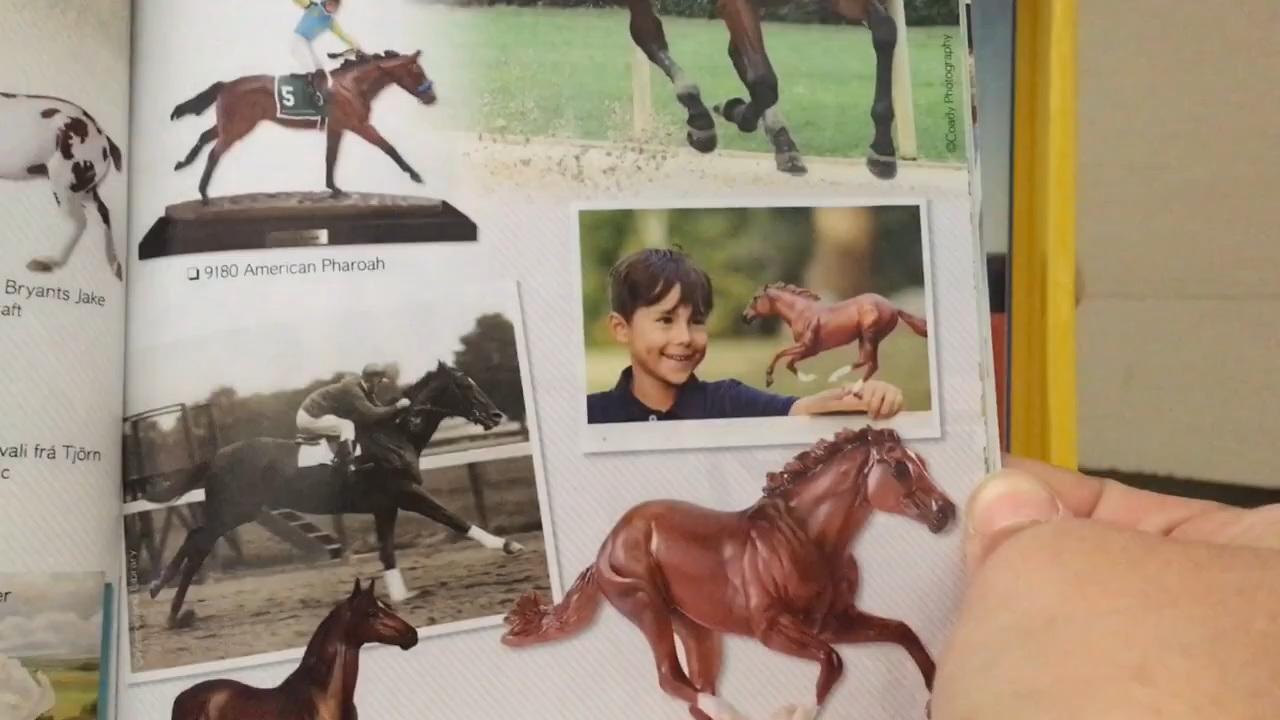 Bryants Jake
aft
vali frá Tjörn
c
er
5
❏ 9180 American Pharoah
©Coady Photography